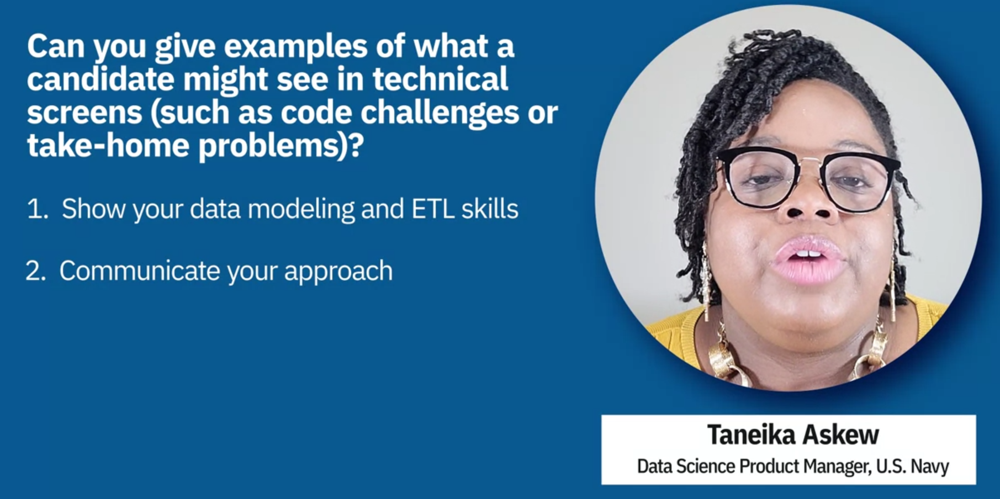 Can you give examples of what a
candidate might see in technical
screens (such as code challenges or
take-home problems)?
1. Show your data modeling and ETL skills
2. Communicate your approach
Taneika Askew
Data Science Product Manager, U.S. Navy